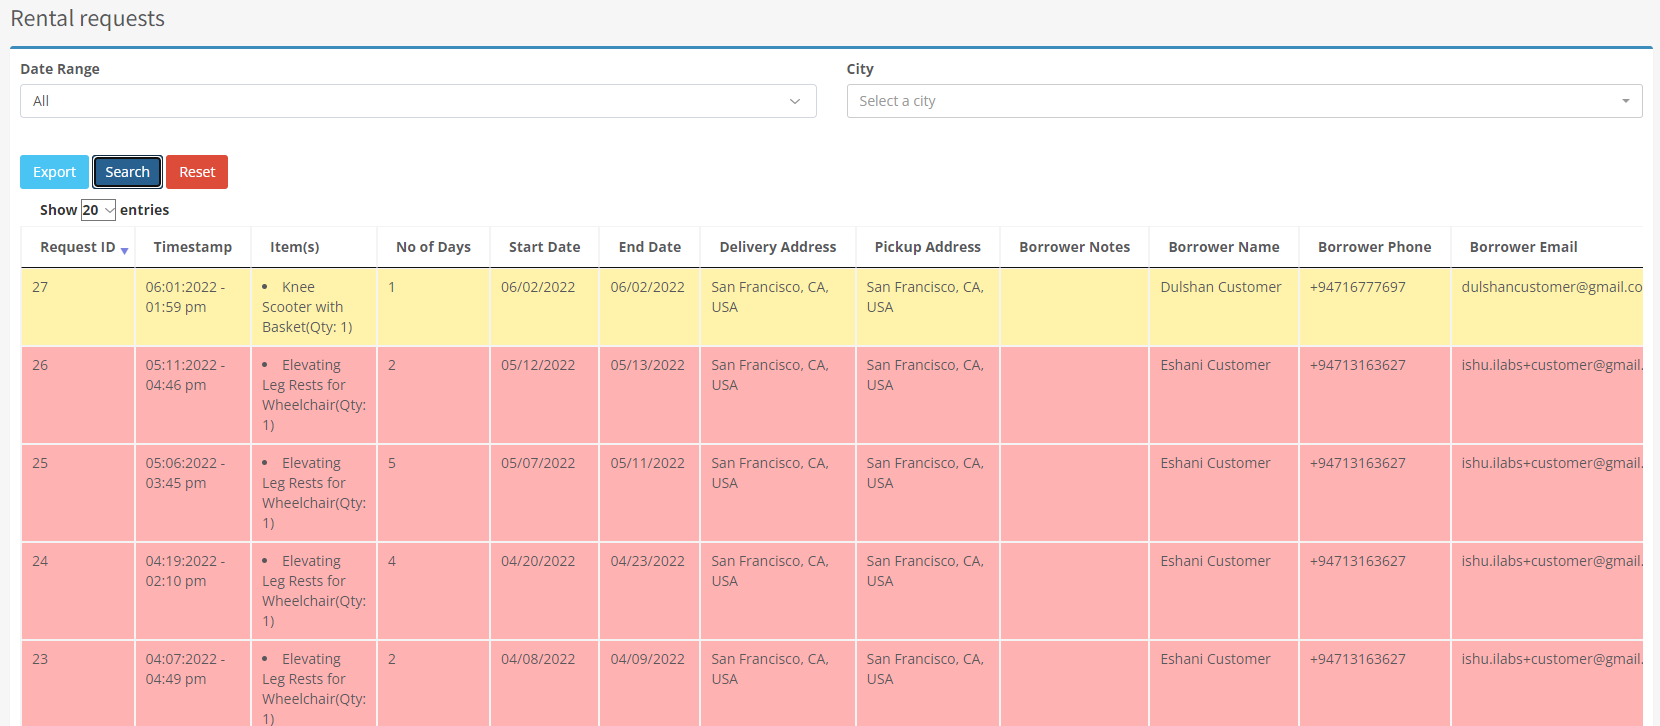 Rental requests
Date Range City
All Select a city
Export Search Reset
Show 20 entries
Request ID Timestamp Item(s) No of Days Start Date End Date Delivery Address Pickup Address Borrower Notes Borrower Name Borrower Phone Borrower Email
27 06:01:2022 - • Knee 1 06/02/2022 06/02/2022 San Francisco, CA, San Francisco, CA, Dulshan Customer +94716777697 dulshancustomer@gmail.co
01:59 pm Scooter with USA USA
Basket(Qty: 1)
26 05:11:2022 - • Elevating 2 05/12/2022 05/13/2022 San Francisco, CA, San Francisco, CA, Eshani Customer +94713163627 ishu.ilabs+customer@gmail.
04:46 pm Leg Rests for USA USA
Wheelchair(Qty:
1)
25 05:06:2022 - • Elevating 5 05/07/2022 05/11/2022 San Francisco, CA, San Francisco, CA, Eshani Customer +94713163627 ishu.ilabs+customer@gmail.
03:45 pm Leg Rests for USA USA
Wheelchair(Qty:
1)
24 04:19:2022 - • Elevating 4 04/20/2022 04/23/2022 San Francisco, CA, San Francisco, CA, Eshani Customer +94713163627 ishu.ilabs+customer@gmail.
02:10 pm Leg Rests for USA USA
Wheelchair(Qty:
1)
23 04:07:2022 - • Elevating 2 04/08/2022 04/09/2022 San Francisco, CA, San Francisco, CA, Eshani Customer +94713163627 ishu.ilabs+customer@gmail.
04:49 pm Leg Rests for USA USA
Wheelchair(Qty:
1)